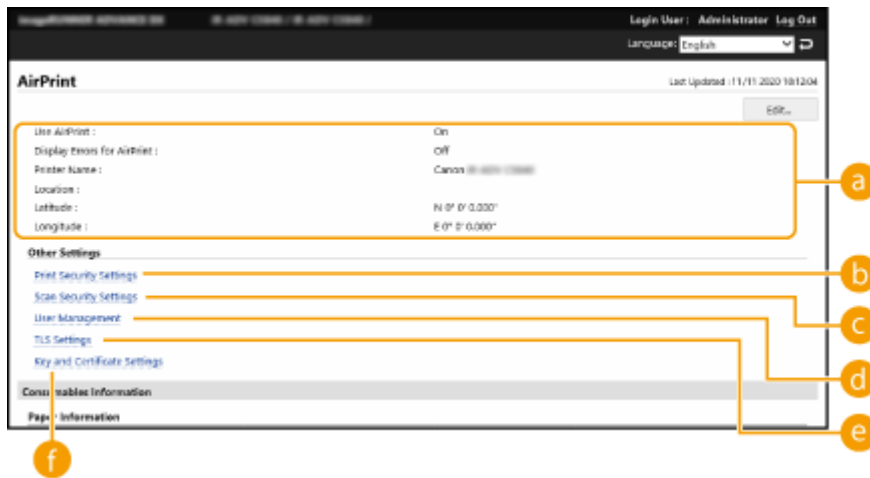 Login User : Administrator Log Out
Language: English
AirPrint
Last Updated : 11/11 2020 10:12:04
Edit...
Use AirPrint : On
Display Errors for AirPrint : Off
Printer Name : Canon
Location :
Latitude : N 0° 0' 0.000"
Longitude : E 0° 0' 0.000"
a
Other Settings
Print Security Settings
b
Scan Security Settings
c
User Management
d
TLS Settings
e
Key and Certificate Settings
f
Consumables Information
Paper Information